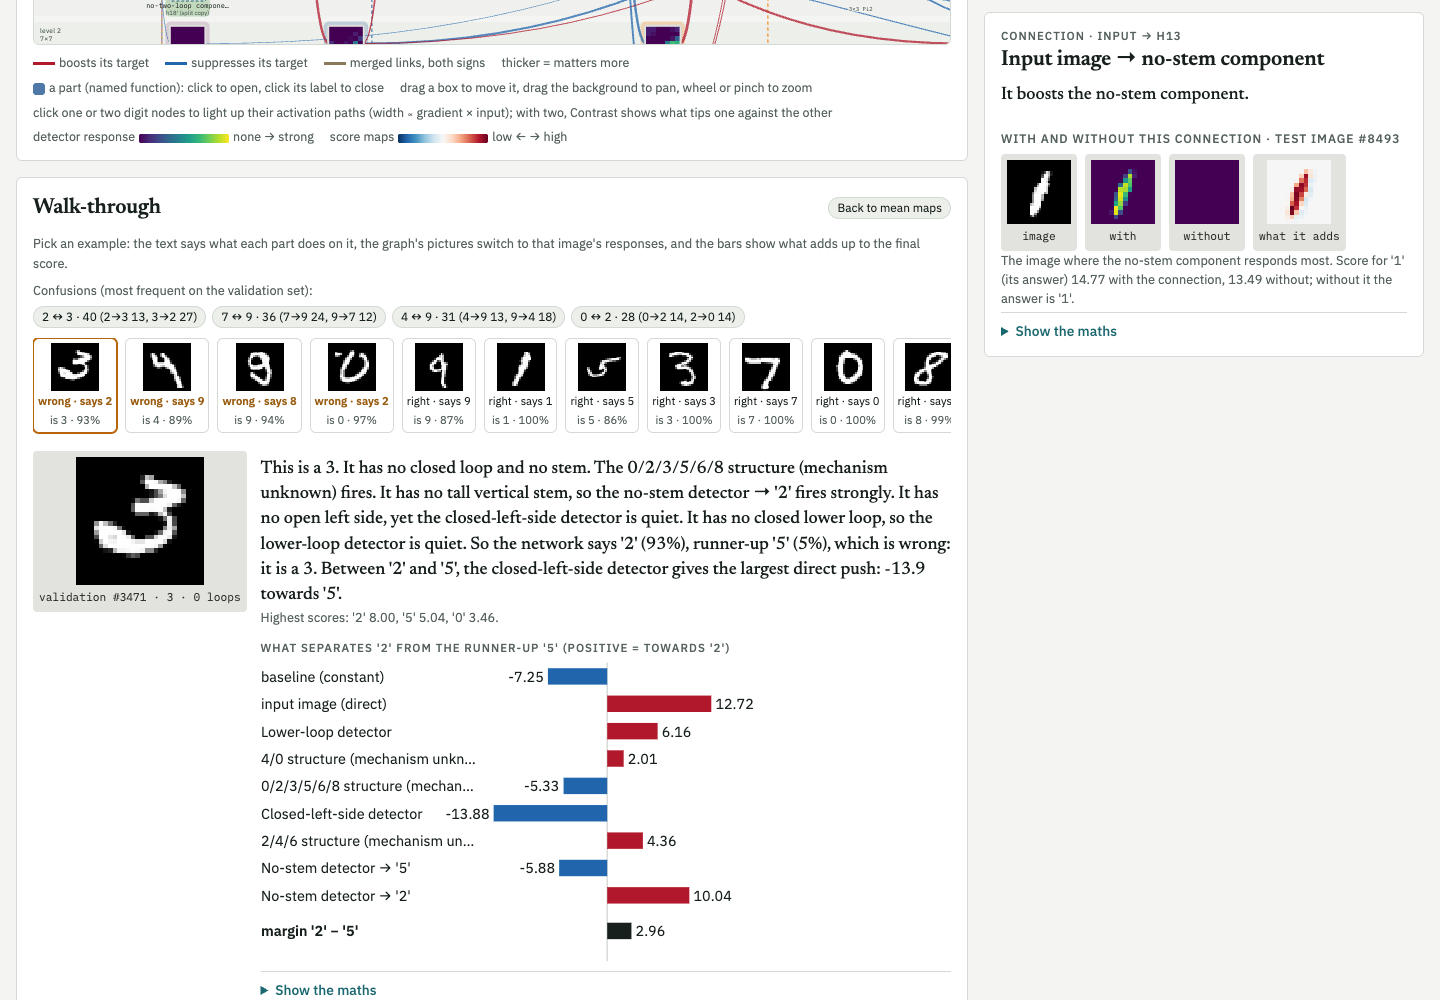 no-two-loop compone…
h18' (split copy)
level 2
7×7
3×3 Pi2
boosts its target suppresses its target merged links, both signs thicker = matters more
a part (named function): click to open, click its label to close drag a box to move it, drag the background to pan, wheel or pinch to zoom
click one or two digit nodes to light up their activation paths (width ∝ gradient × input); with two, Contrast shows what tips one against the other
detector response none → strong score maps low ← → high
Walk-through
Back to mean maps
Pick an example: the text says what each part does on it, the graph's pictures switch to that image's responses, and the bars show what adds up to the final
score.
Confusions (most frequent on the validation set):
2 ↔ 3 · 40 (2→3 13, 3→2 27) 7 ↔ 9 · 36 (7→9 24, 9→7 12) 4 ↔ 9 · 31 (4→9 13, 9→4 18) 0 ↔ 2 · 28 (0→2 14, 2→0 14)
wrong · says 2 wrong · says 9 wrong · says 8 wrong · says 2 right · says 9 right · says 1 right · says 5 right · says 3 right · says 7 right · says 0 right · says
is 3 · 93% is 4 · 89% is 9 · 94% is 0 · 97% is 9 · 87% is 1 · 100% is 5 · 86% is 3 · 100% is 7 · 100% is 0 · 100% is 8 · 99%
validation #3471 · 3 · 0 loops
This is a 3. It has no closed loop and no stem. The 0/2/3/5/6/8 structure (mechanism
unknown) fires. It has no tall vertical stem, so the no-stem detector → '2' fires strongly. It has
no open left side, yet the closed-left-side detector is quiet. It has no closed lower loop, so the
lower-loop detector is quiet. So the network says '2' (93%), runner-up '5' (5%), which is wrong:
it is a 3. Between '2' and '5', the closed-left-side detector gives the largest direct push: -13.9
towards '5'.
Highest scores: '2' 8.00, '5' 5.04, '0' 3.46.
WHAT SEPARATES '2' FROM THE RUNNER-UP '5' (POSITIVE = TOWARDS '2')
baseline (constant) -7.25
input image (direct) 12.72
Lower-loop detector 6.16
4/0 structure (mechanism unkn… 2.01
0/2/3/5/6/8 structure (mechan… -5.33
Closed-left-side detector -13.88
2/4/6 structure (mechanism un… 4.36
No-stem detector → '5' -5.88
No-stem detector → '2' 10.04
margin '2' – '5' 2.96
Show the maths
CONNECTION · INPUT → H13
Input image → no-stem component
It boosts the no-stem component.
WITH AND WITHOUT THIS CONNECTION · TEST IMAGE #8493
image with without what it adds
The image where the no-stem component responds most. Score for '1'
(its answer) 14.77 with the connection, 13.49 without; without it the
answer is '1'.
Show the maths